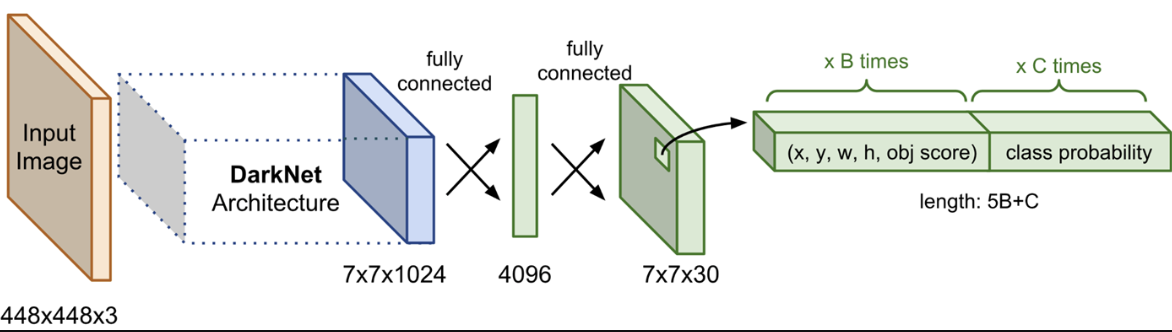 Input
Image
448x448x3
DarkNet
Architecture
7x7x1024
fully
connected
4096
fully
connected
7x7x30
x B times
x C times
(x, y, w, h, obj score)
class probability
length: 5B+C